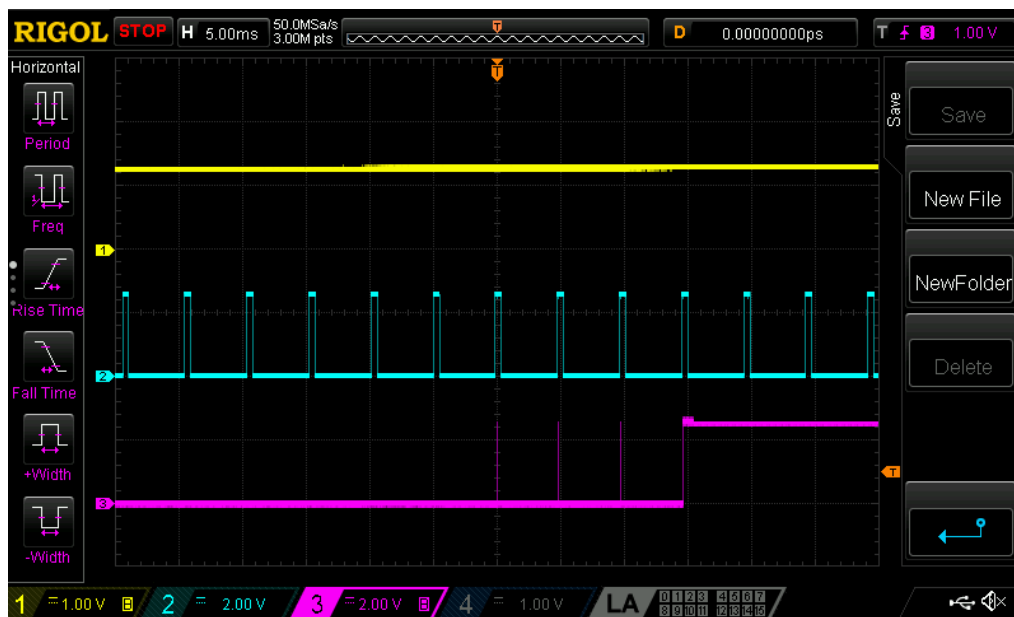 RIGOL STOP H 5.00ms 50.0MSa/s 3.00M pts T D 0.00000000ps T 3 1.00 V
Horizontal
T
Save
Save
Period
New File
Freq
1
NewFolder
Rise Time
2
Delete
Fall Time
+Width
T
3
-Width
1 1.00 V B 2 2.00 V 3 2.00 V B 4 1.00 V LA 0 1 2 3 4 5 6 7
8 9 10 11 12 13 14 15